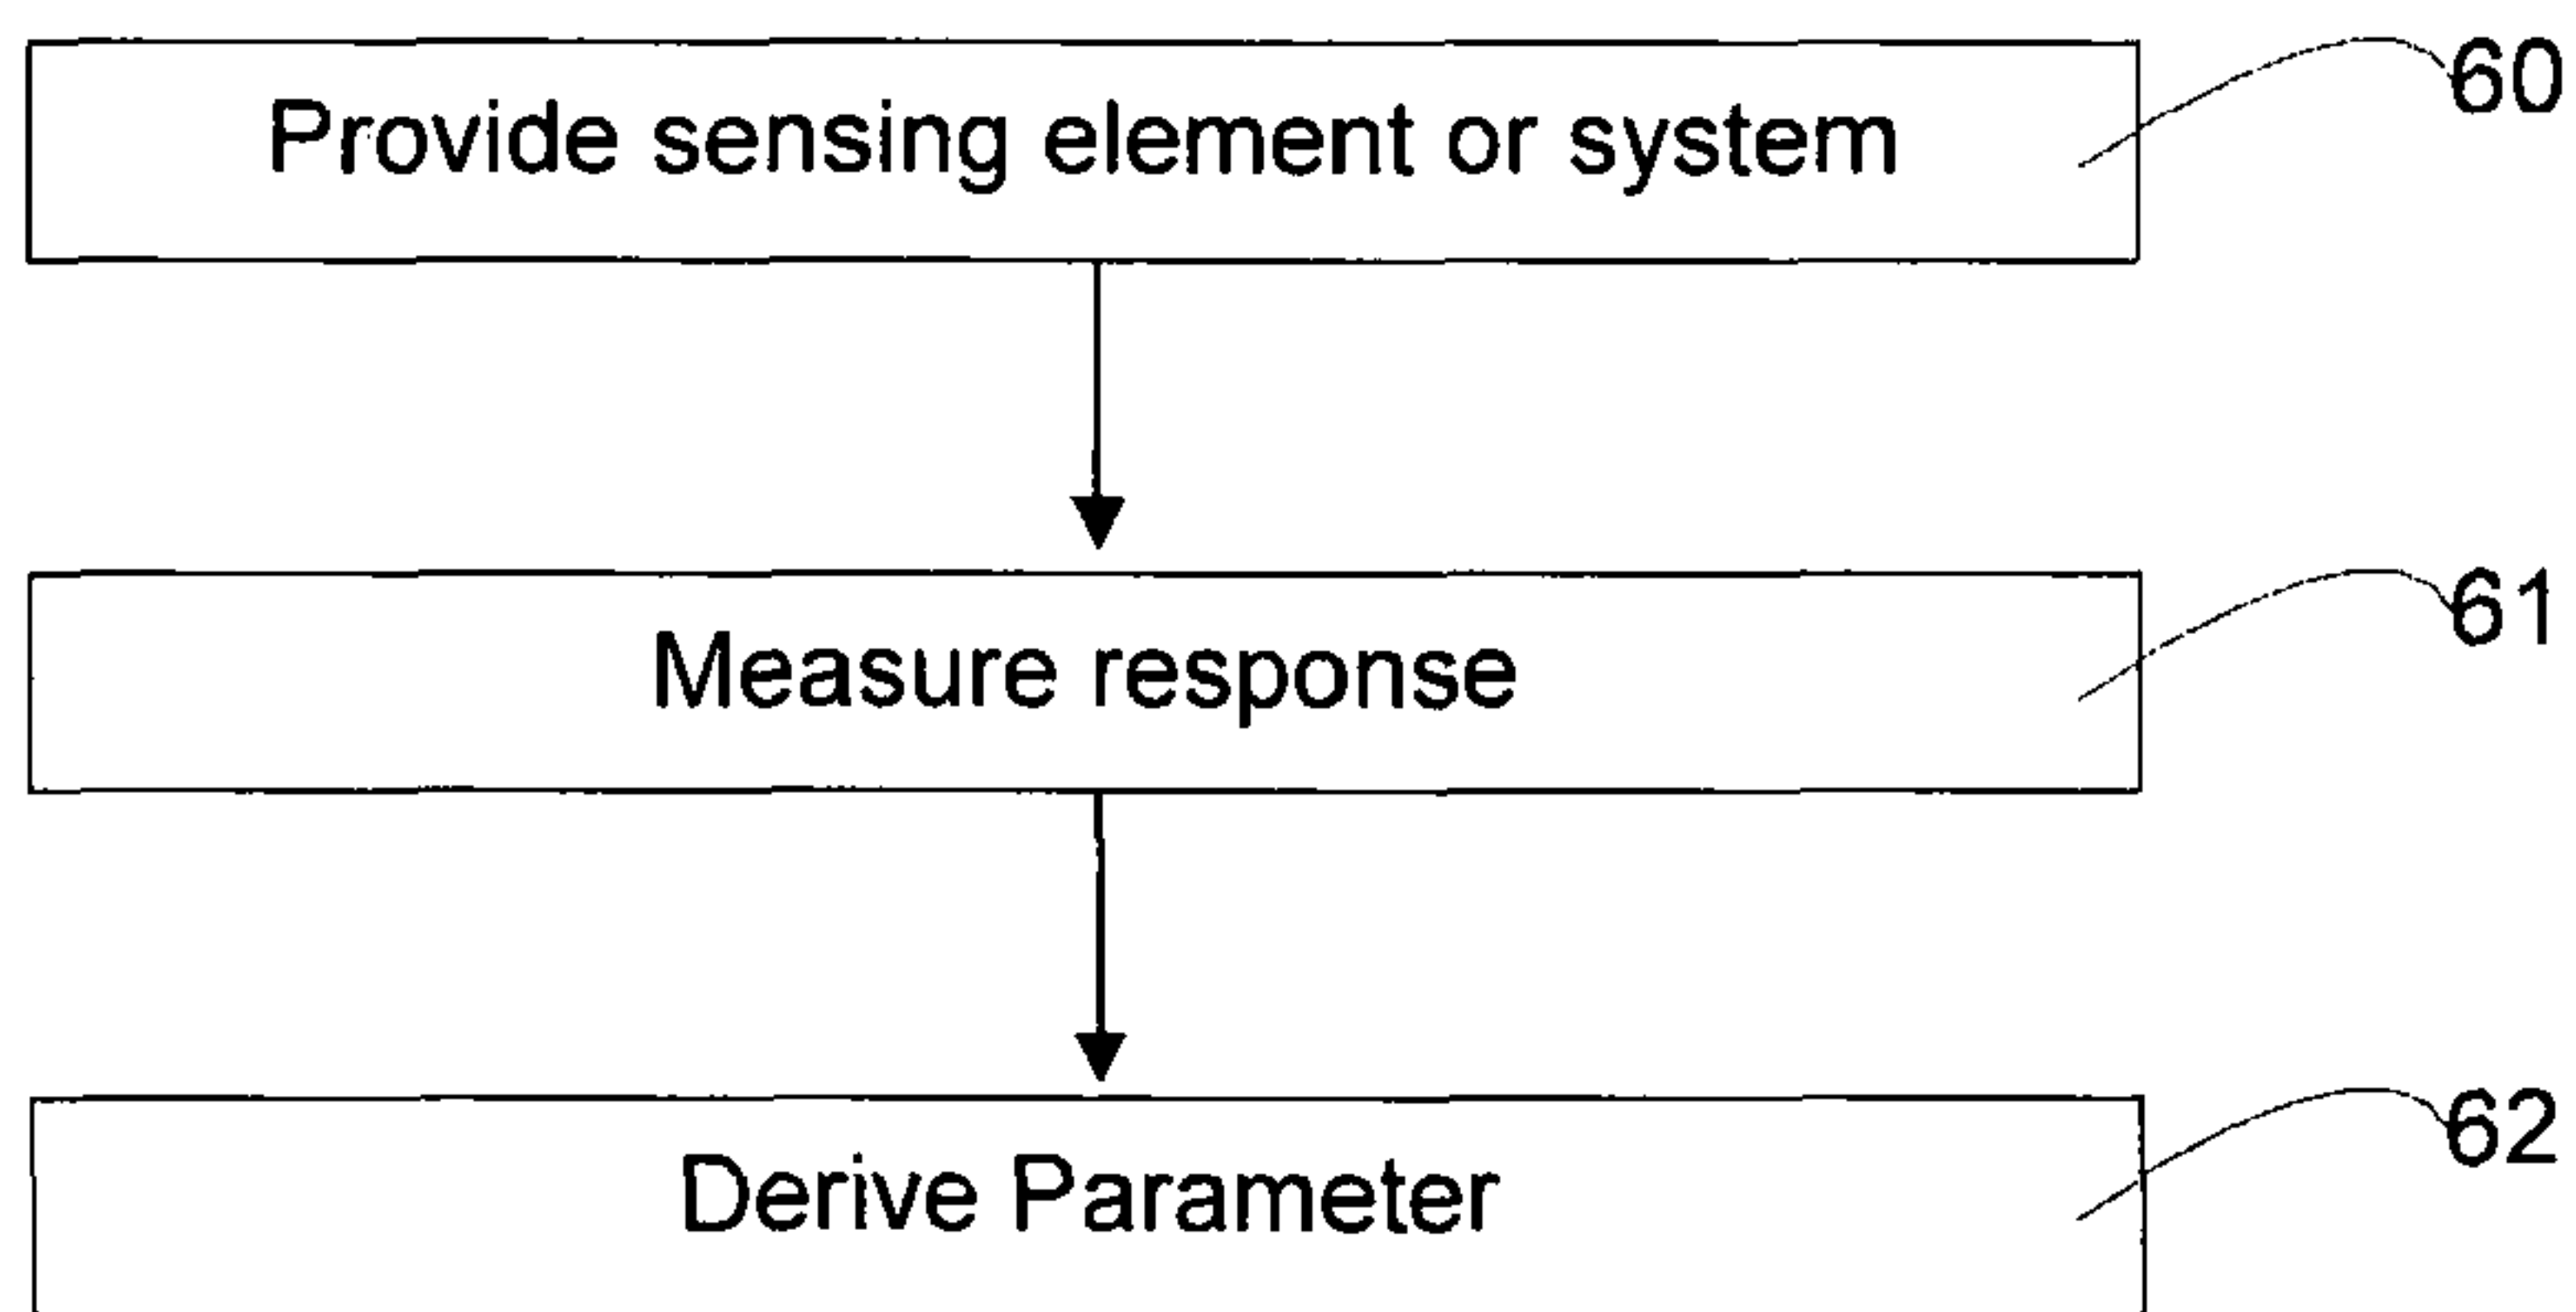 Provide sensing element or system
60
Measure response
61
Derive Parameter
62